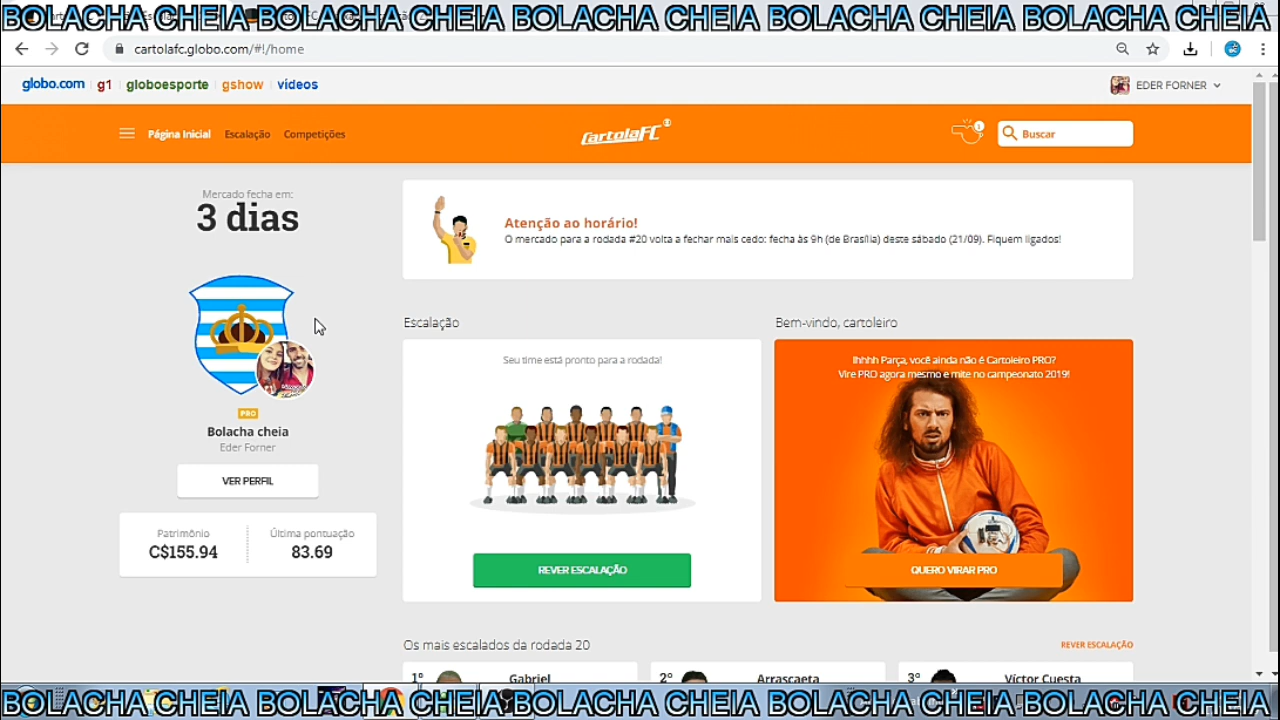 BOLACHA CHEIA BOLACHA CHEIA BOLACHA CHEIA BOLACHA CHEIA BOLACHA CHEIA
cartolafc.globo.com/#!/home
globo.com g1 globoesporte gshow vídeos
EDER FORNER
Página Inicial Escalação Competições
CartolaFC
1
Buscar
Mercado fecha em:
3 dias
Atenção ao horário!
O mercado para a rodada #20 volta a fechar mais cedo: fecha às 9h (de Brasília) deste sábado (21/09). Fiquem ligados!
PRO
Bolacha cheia
Eder Forner
VER PERFIL
Patrimônio
C$155.94
Última pontuação
83.69
Escalação
Seu time está pronto para a rodada!
REVER ESCALAÇÃO
Bem-vindo, cartoleiro
Ihhhh Parça, você ainda não é Cartoleiro PRO?
Vire PRO agora mesmo e mite no campeonato 2019!
QUERO VIRAR PRO
Os mais escalados da rodada 20
REVER ESCALAÇÃO
1º Gabriel
2º Arrascaeta
3º Víctor Cuesta
BOLACHA CHEIA BOLACHA CHEIA BOLACHA CHEIA BOLACHA CHEIA BOLACHA CHEIA